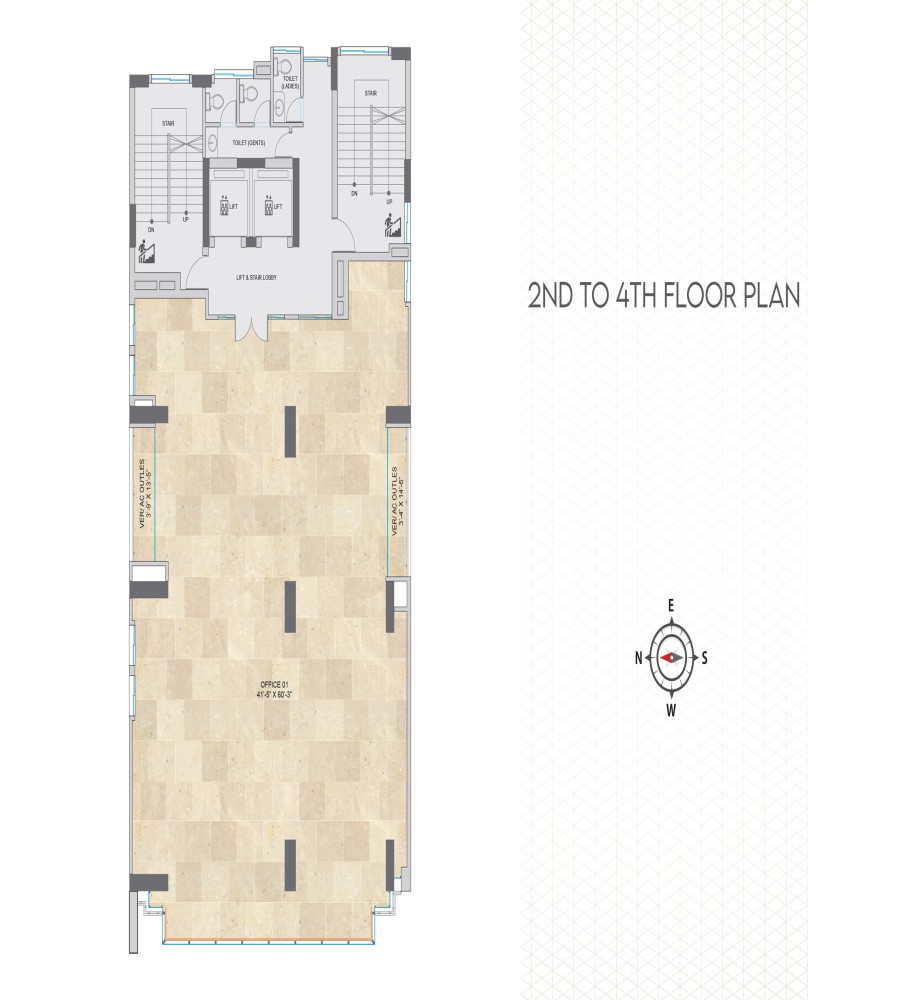 TOILET
(LADIES)
STAIR
STAIR
TOILET (GENTS)
LIFT
LIFT
DN
UP
UP
DN
LIFT & STAIR LOBBY
2ND TO 4TH FLOOR PLAN
VER/ AC OUTLES
3'-9" X 13'-5"
VER/ AC OUTLES
3'-4" X 14'-6"
E
N
S
W
OFFICE 01
41'-5" X 60'-3"